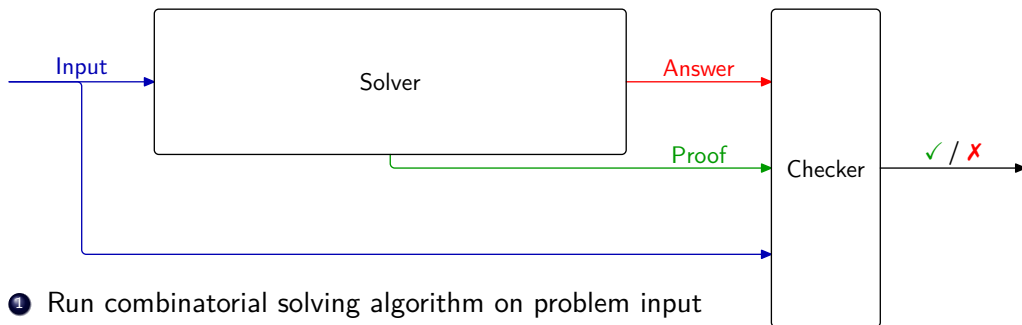 Input
Solver
Answer
Proof
Checker
✓ / ✗
1 Run combinatorial solving algorithm on problem input